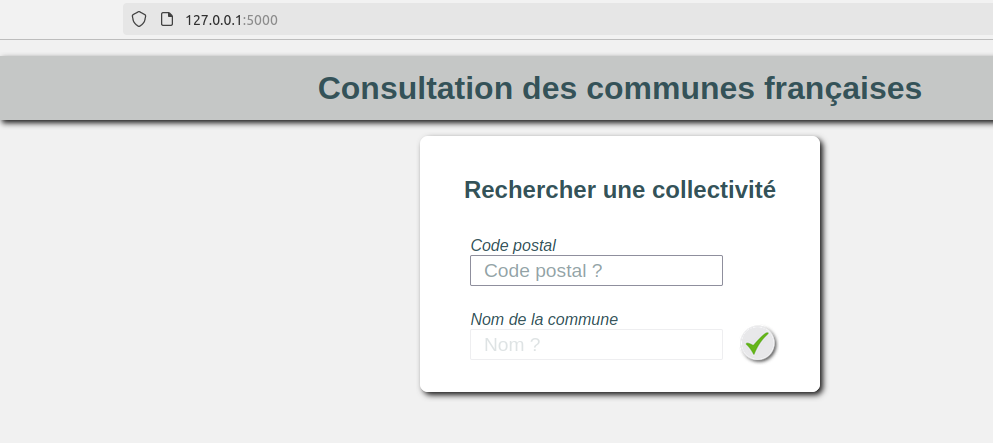 127.0.0.1:5000
Consultation des communes françaises
Rechercher une collectivité
Code postal
Code postal ?
Nom de la commune
Nom ?